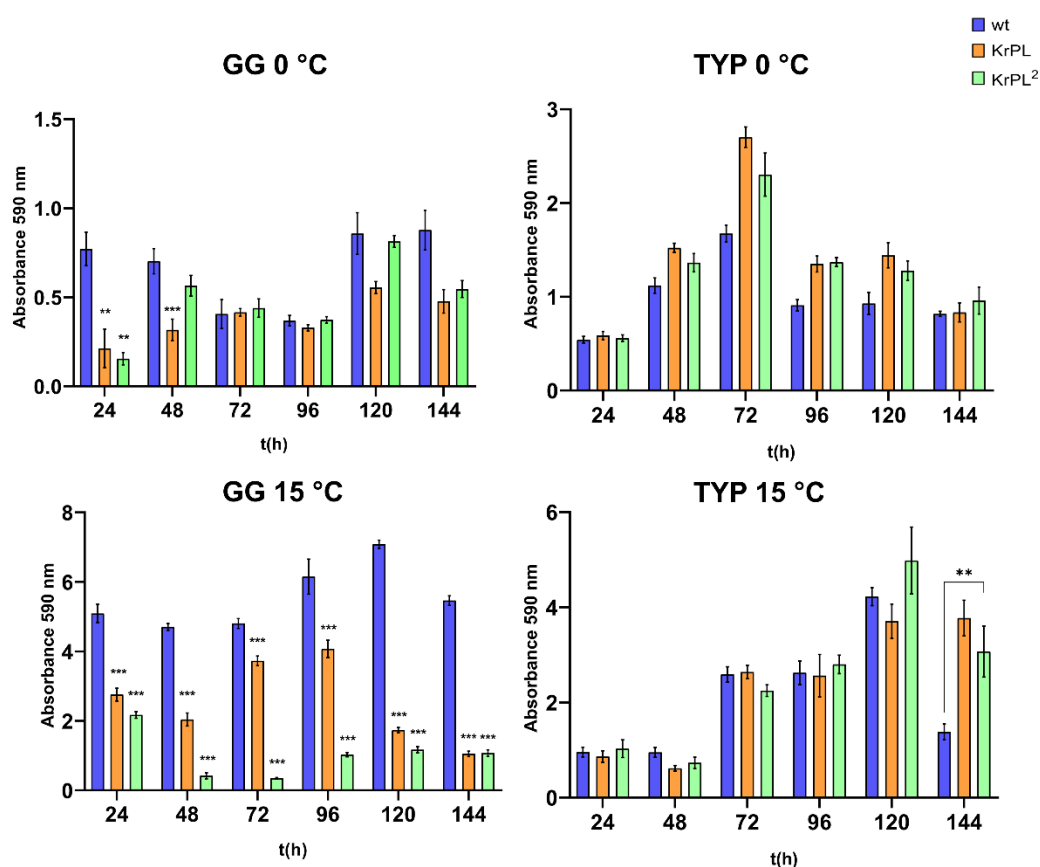 wt
KrPL
KrPL²
GG 0 °C
Absorbance 590 nm
1.5
1.0
0.5
0.0
** ** ***
24 48 72 96 120 144
t(h)
TYP 0 °C
Absorbance 590 nm
3
2
1
0
24 48 72 96 120 144
t(h)
GG 15 °C
Absorbance 590 nm
8
6
4
2
0
*** *** *** *** *** *** *** *** *** *** *** ***
24 48 72 96 120 144
t(h)
TYP 15 °C
Absorbance 590 nm
6
4
2
0
**
24 48 72 96 120 144
t(h)